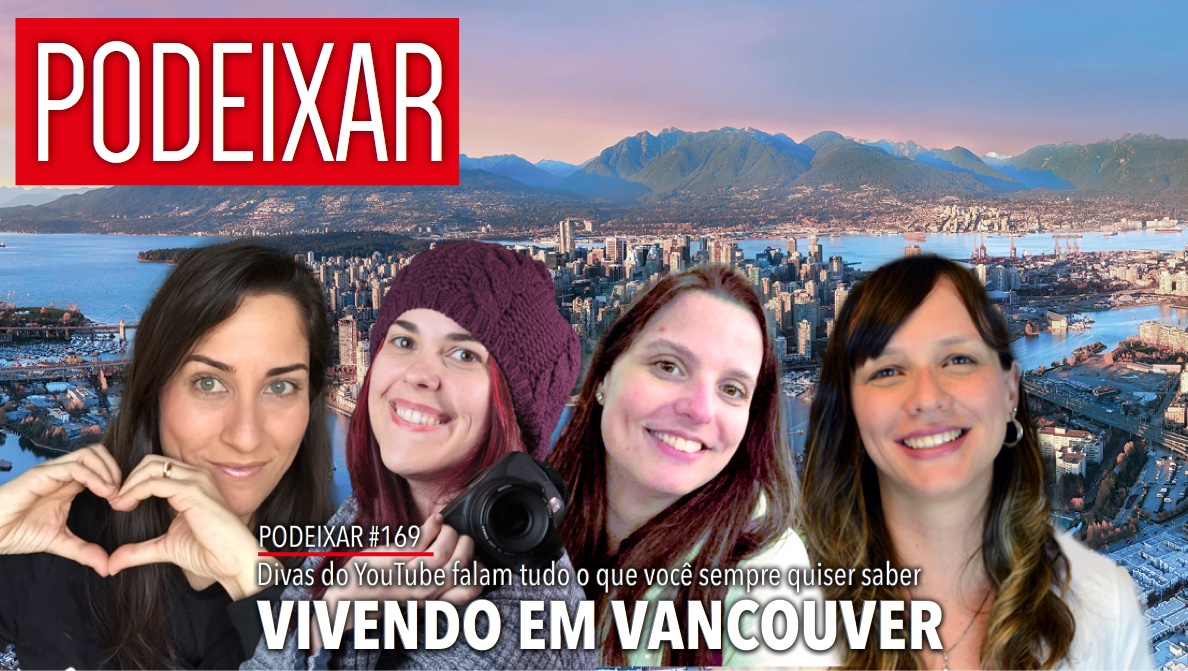 PODEIXAR
PODEIXAR #169
Divas do YouTube falam tudo o que você sempre quiser saber
VIVENDO EM VANCOUVER